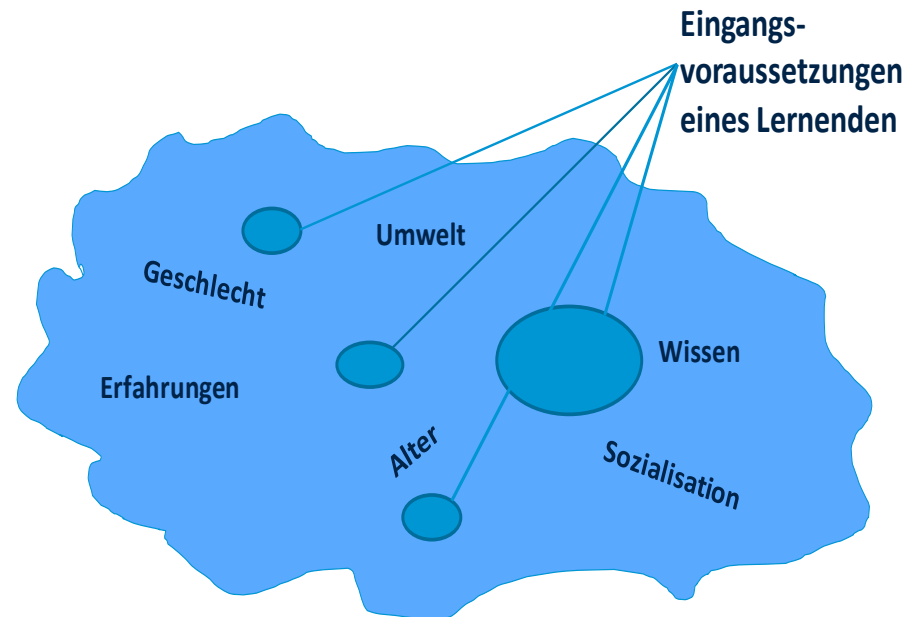 Eingangs-
voraussetzungen
eines Lernenden
Umwelt
Geschlecht
Wissen
Erfahrungen
Alter
Sozialisation